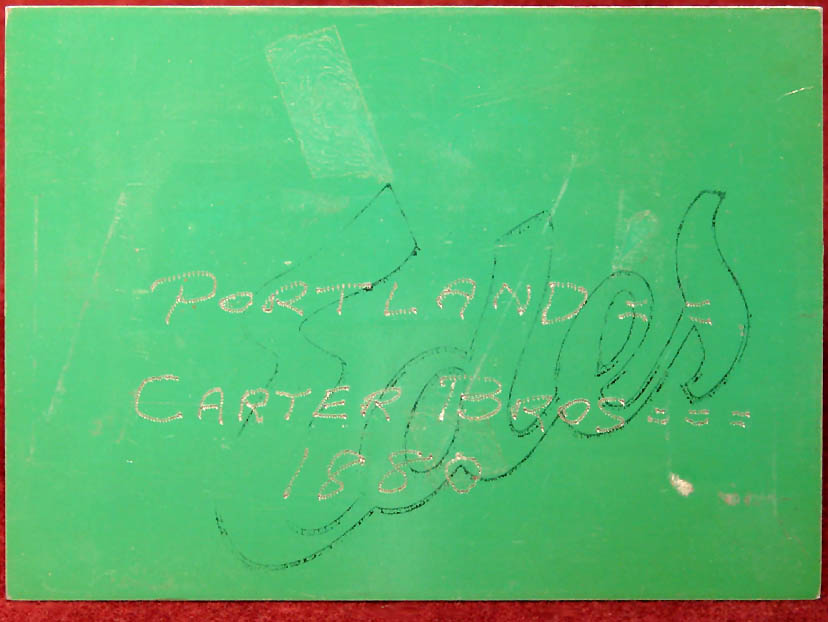 PORTLAND = =
CARTER BROS = = =
1880